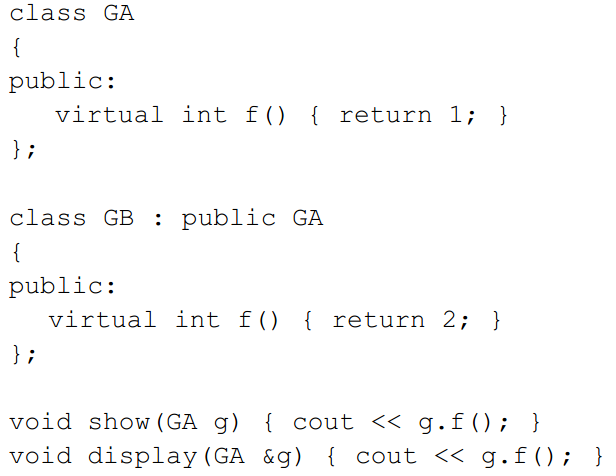 class GA
{
public:
   virtual int f() { return 1; }
};

class GB : public GA
{
public:
   virtual int f() { return 2; }
};

void show(GA g) { cout << g.f(); }
void display(GA &g) { cout << g.f(); }